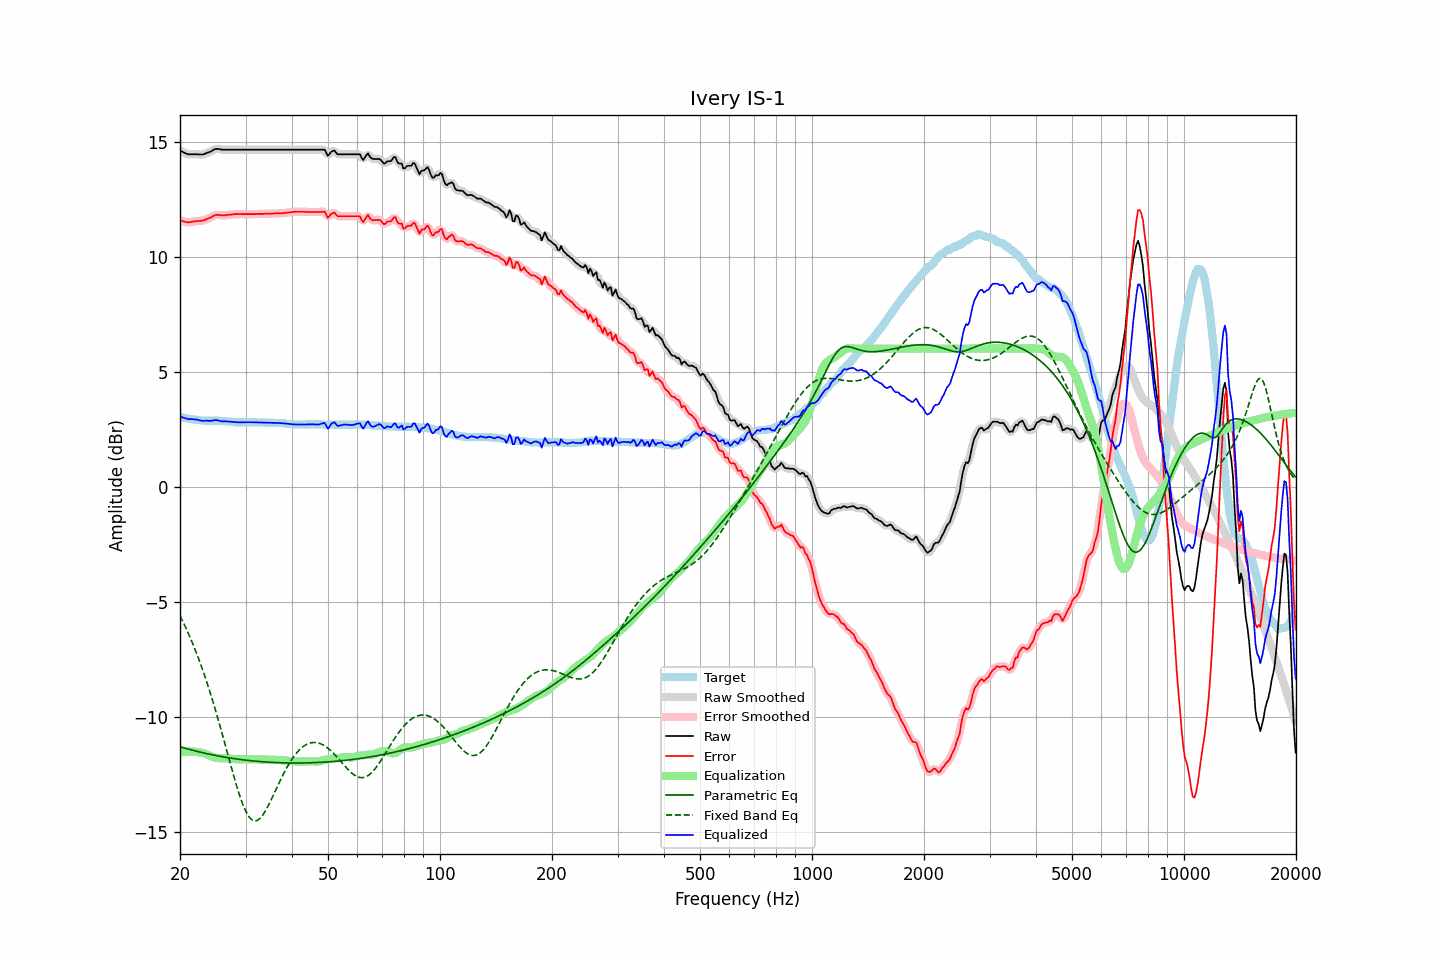 Ivery IS-1
Amplitude (dBr)
15
10
5
0
−5
−10
−15
Target
Raw Smoothed
Error Smoothed
Raw
Error
Equalization
Parametric Eq
Fixed Band Eq
Equalized
20 50 100 200 500 1000 2000 5000 10000 20000
Frequency (Hz)